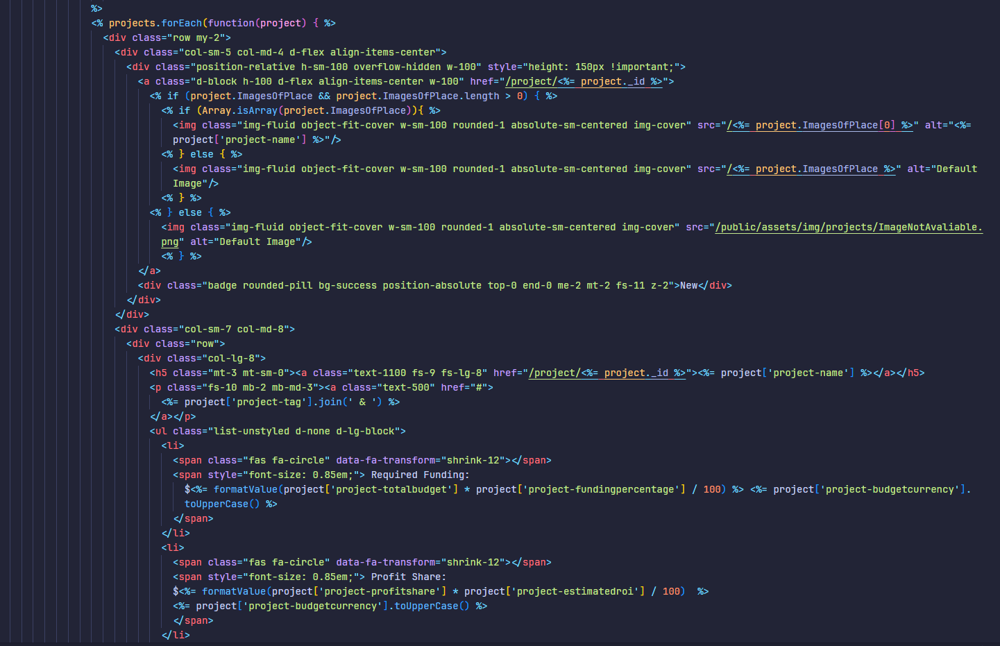 %>
<% projects.forEach(function(project) { %>
<div class="row my-2">
<div class="col-sm-5 col-md-4 d-flex align-items-center">
<div class="position-relative h-sm-100 overflow-hidden w-100" style="height: 150px !important;">
<a class="d-block h-100 d-flex align-items-center w-100" href="/project/<%= project._id %>">
<% if (project.ImagesOfPlace && project.ImagesOfPlace.length > 0) { %>
<% if (Array.isArray(project.ImagesOfPlace)){ %>
<img class="img-fluid object-fit-cover w-sm-100 rounded-1 absolute-sm-centered img-cover" src="/<%= project.ImagesOfPlace[0] %>" alt="<%=
project['project-name'] %>"/>
<% } else { %>
<img class="img-fluid object-fit-cover w-sm-100 rounded-1 absolute-sm-centered img-cover" src="/<%= project.ImagesOfPlace %>" alt="Default
Image"/>
<% } %>
<% } else { %>
<img class="img-fluid object-fit-cover w-sm-100 rounded-1 absolute-sm-centered img-cover" src="/public/assets/img/projects/ImageNotAvaliable.
png" alt="Default Image"/>
<% } %>
</a>
<div class="badge rounded-pill bg-success position-absolute top-0 end-0 me-2 mt-2 fs-11 z-2">New</div>
</div>
</div>
<div class="col-sm-7 col-md-8">
<div class="row">
<div class="col-lg-8">
<h5 class="mt-3 mt-sm-0"><a class="text-1100 fs-9 fs-lg-8" href="/project/<%= project._id %>"><%= project['project-name'] %></a></h5>
<p class="fs-10 mb-2 mb-md-3"><a class="text-500" href="#">
<%= project['project-tag'].join(' & ') %>
</a></p>
<ul class="list-unstyled d-none d-lg-block">
<li>
<span class="fas fa-circle" data-fa-transform="shrink-12"></span>
<span style="font-size: 0.85em;"> Required Funding:
$<%= formatValue(project['project-totalbudget'] * project['project-fundingpercentage'] / 100) %> <%= project['project-budgetcurrency'].
toUpperCase() %>
</span>
</li>
<li>
<span class="fas fa-circle" data-fa-transform="shrink-12"></span>
<span style="font-size: 0.85em;"> Profit Share:
$<%= formatValue(project['project-profitshare'] * project['project-estimatedroi'] / 100)  %>
<%= project['project-budgetcurrency'].toUpperCase() %>
</span>
</li>